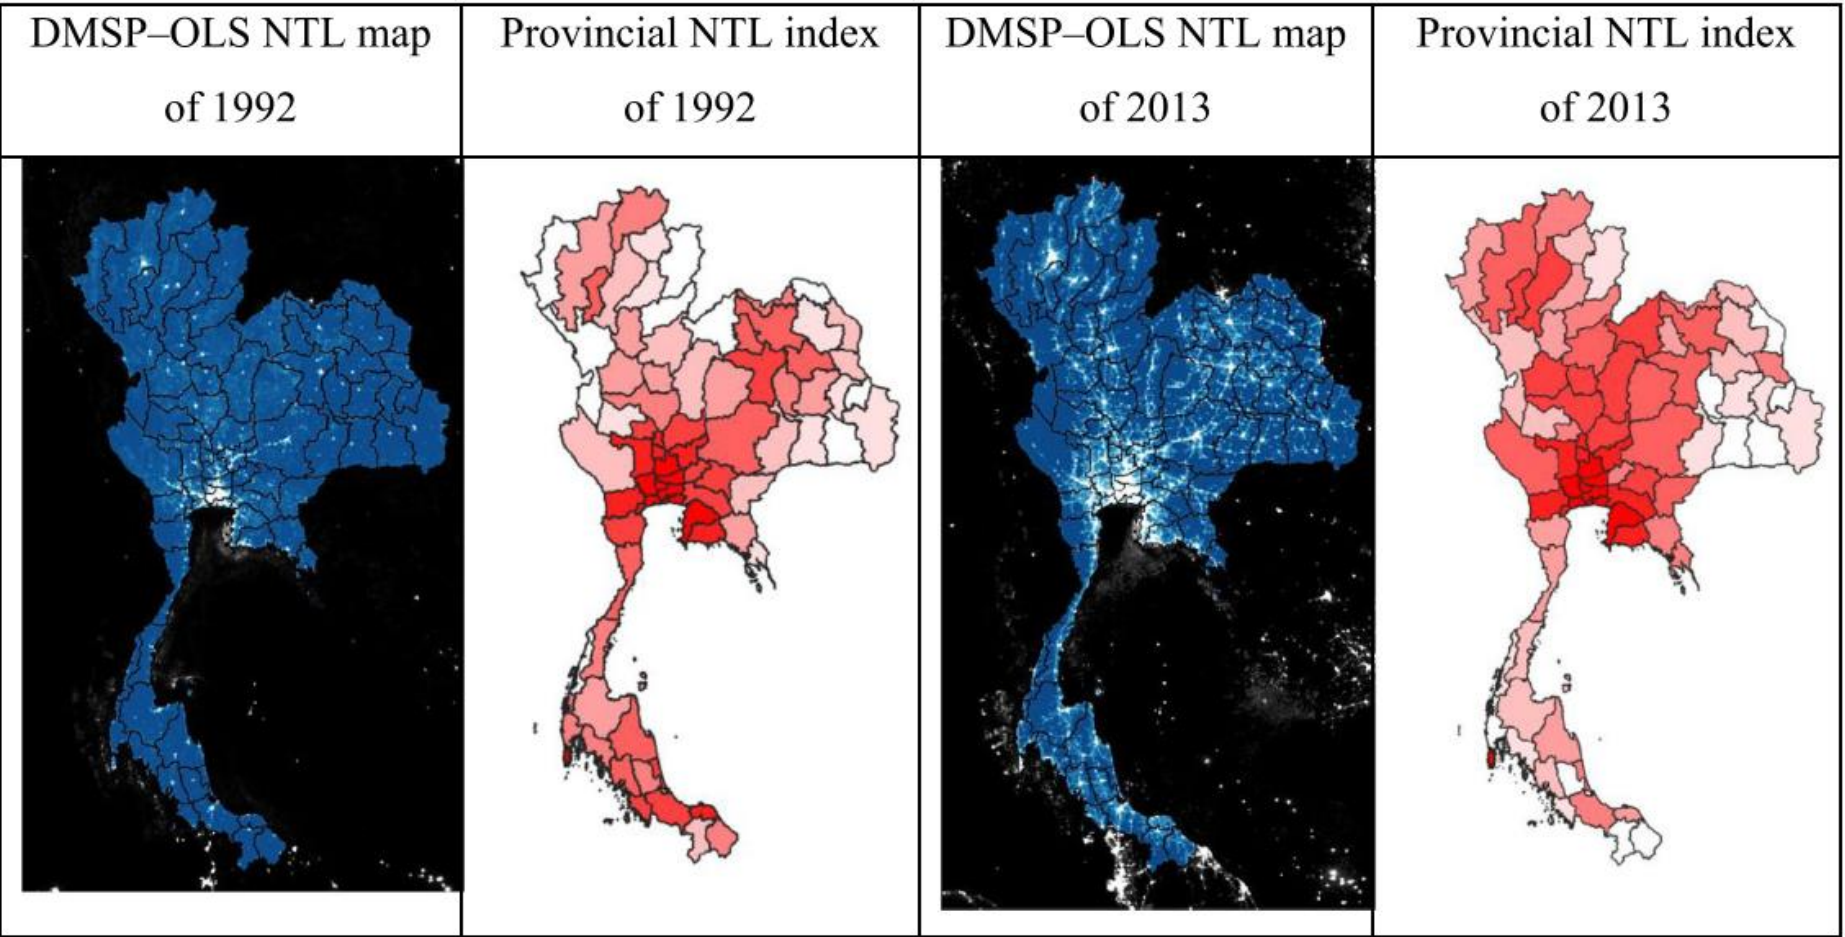 DMSP–OLS NTL map
of 1992
Provincial NTL index
of 1992
DMSP–OLS NTL map
of 2013
Provincial NTL index
of 2013